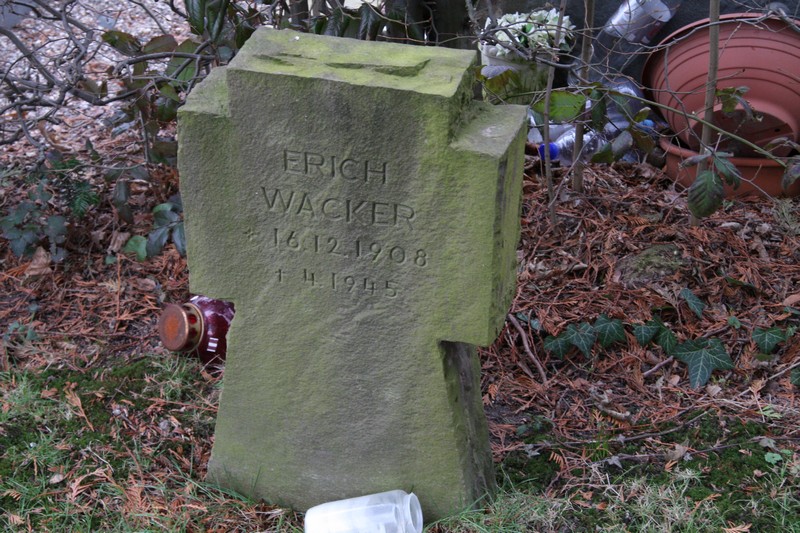 ERICH
WACKER
* 16.12.1908
† 4.1945